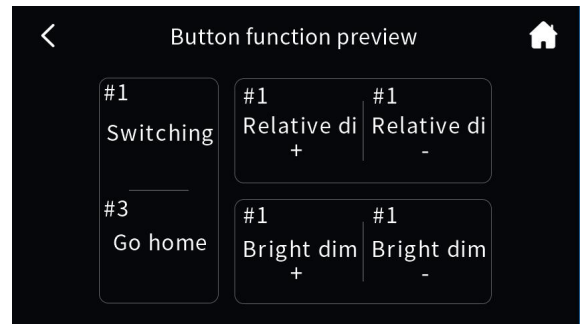 Button function preview
#1
Switching
#3
Go home
#1
Relative di
+
#1
Relative di
-
#1
Bright dim
+
#1
Bright dim
-